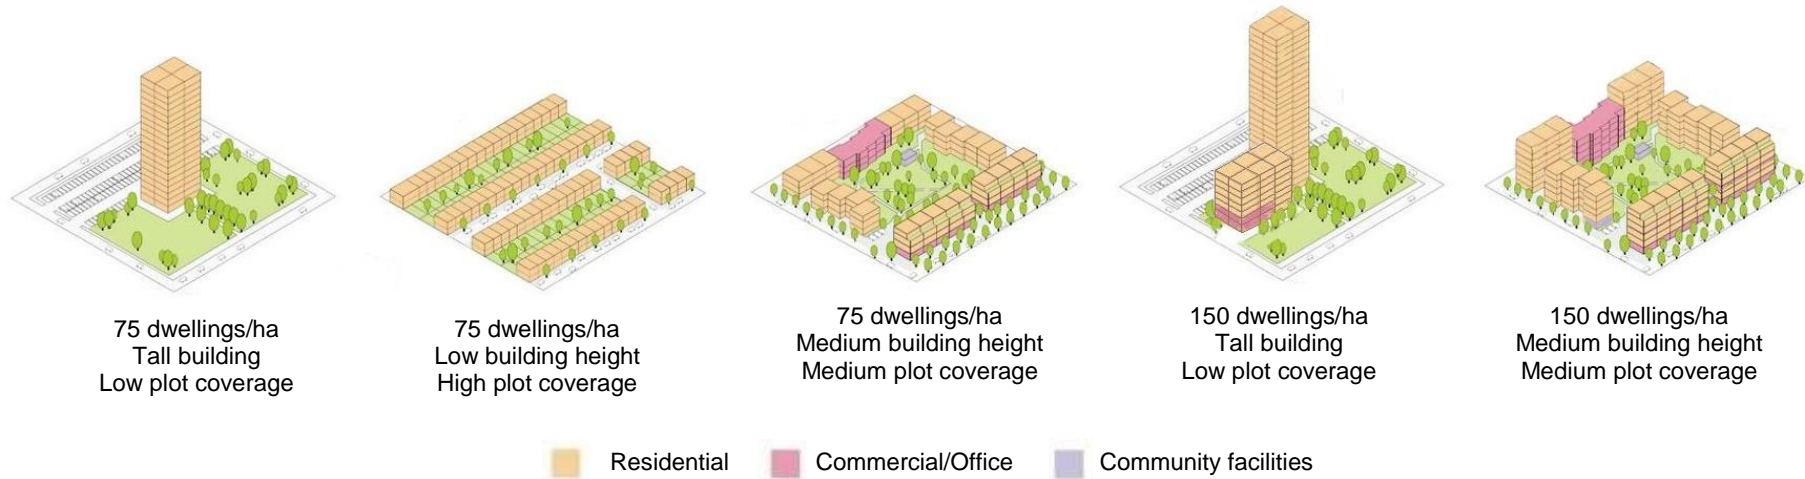 75 dwellings/ha
Tall building
Low plot coverage
75 dwellings/ha
Low building height
High plot coverage
75 dwellings/ha
Medium building height
Medium plot coverage
150 dwellings/ha
Tall building
Low plot coverage
150 dwellings/ha
Medium building height
Medium plot coverage
Residential
Commercial/Office
Community facilities